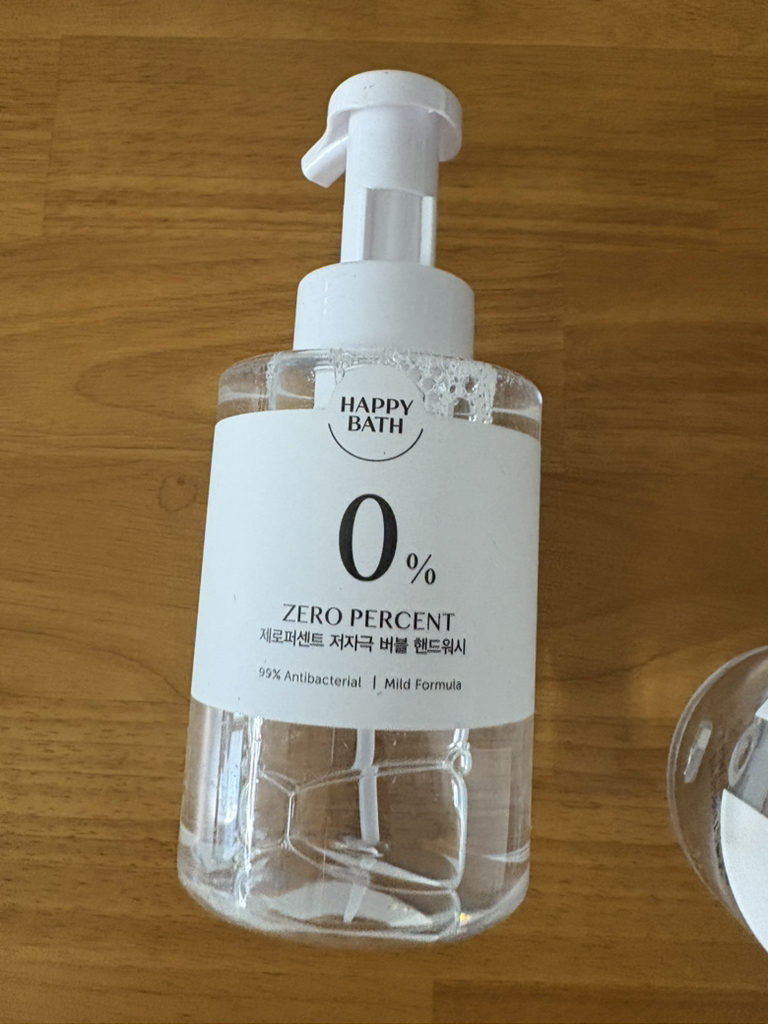 HAPPY
BATH
0%
ZERO PERCENT
제로퍼센트 저자극 버블 핸드워시
99% Antibacterial | Mild Formula